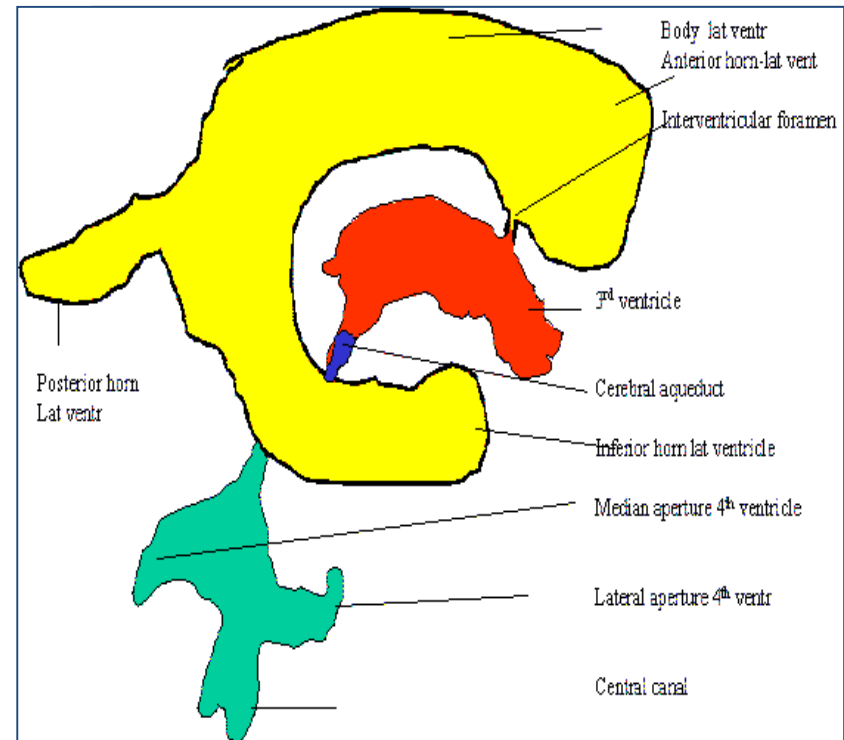 Body lat ventr
Anterior horn-lat vent
Interventricular foramen
3rd ventricle
Posterior horn
Lat ventr
Cerebral aqueduct
Inferior horn lat ventricle
Median aperture 4th ventricle
Lateral aperture 4th ventr
Central canal